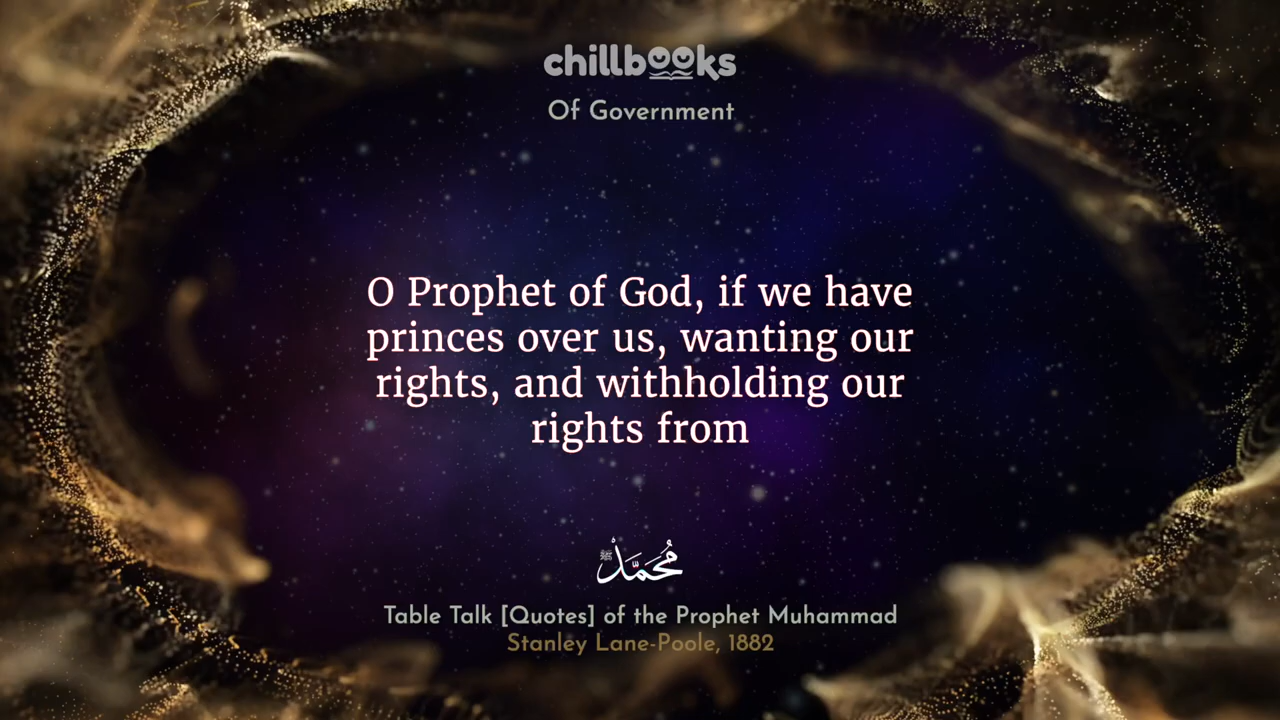 chillbooks
Of Government
O Prophet of God, if we have
princes over us, wanting our
rights, and withholding our
rights from
مُحَمَّدْ ﷺ
Table Talk [Quotes] of the Prophet Muhammad
Stanley Lane-Poole, 1882